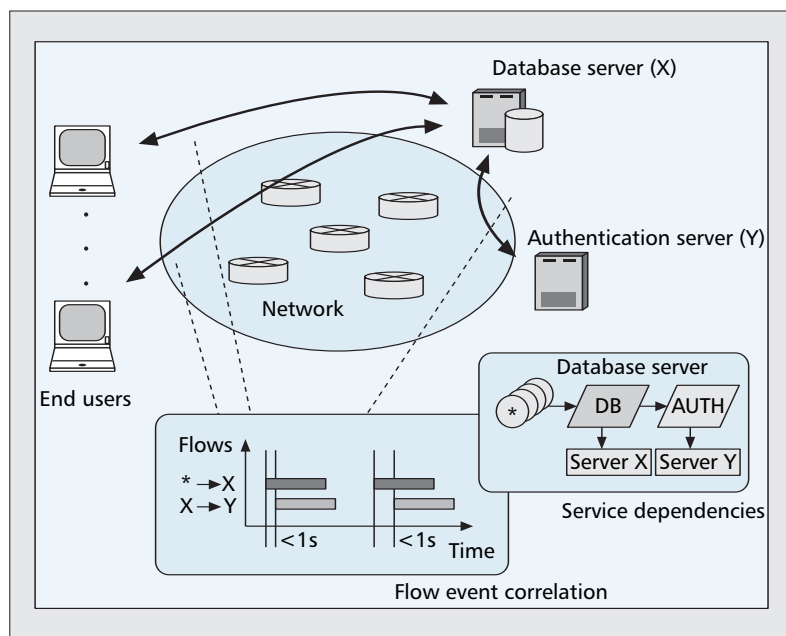 Database server (X)
Authentication server (Y)
Network
End users
Database server
*
DB
AUTH
Server X
Server Y
Service dependencies
Flows
* X
X Y
<1s
<1s
Time
Flow event correlation